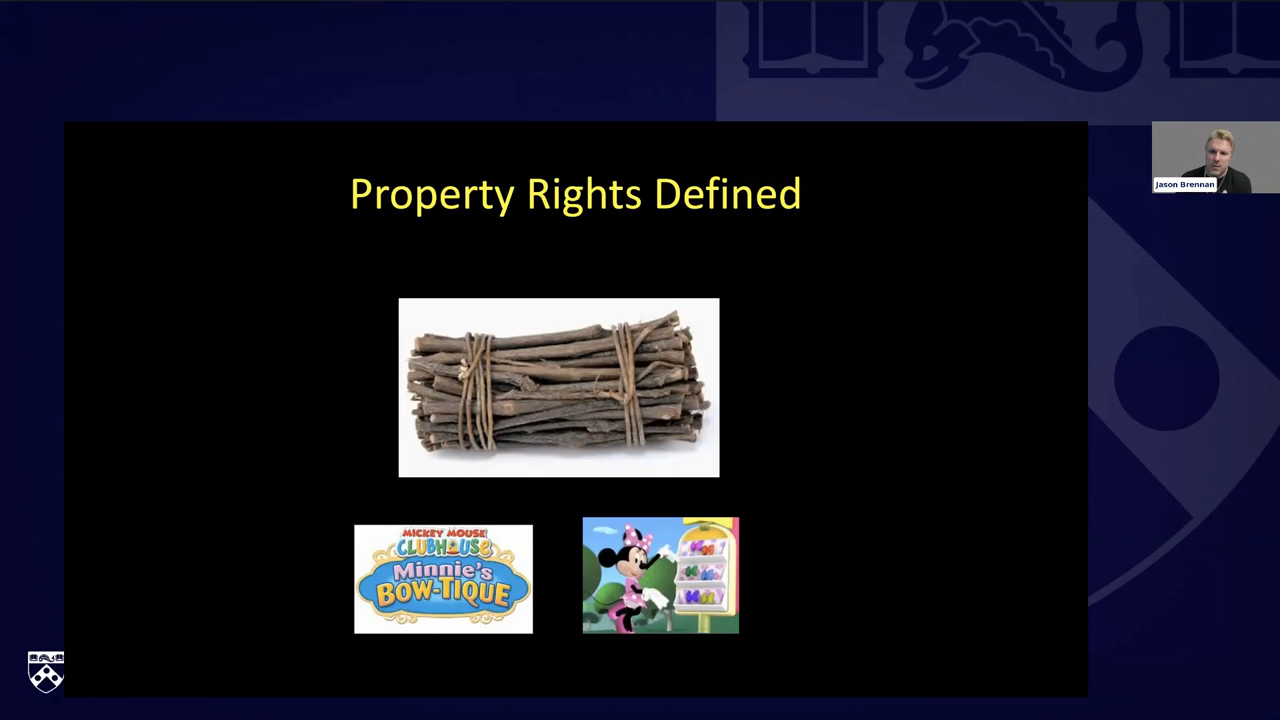 Property Rights Defined
Jason Brennan
MICKEY MOUSE
CLUBHOUSE
Minnie's
BOW-TIQUE